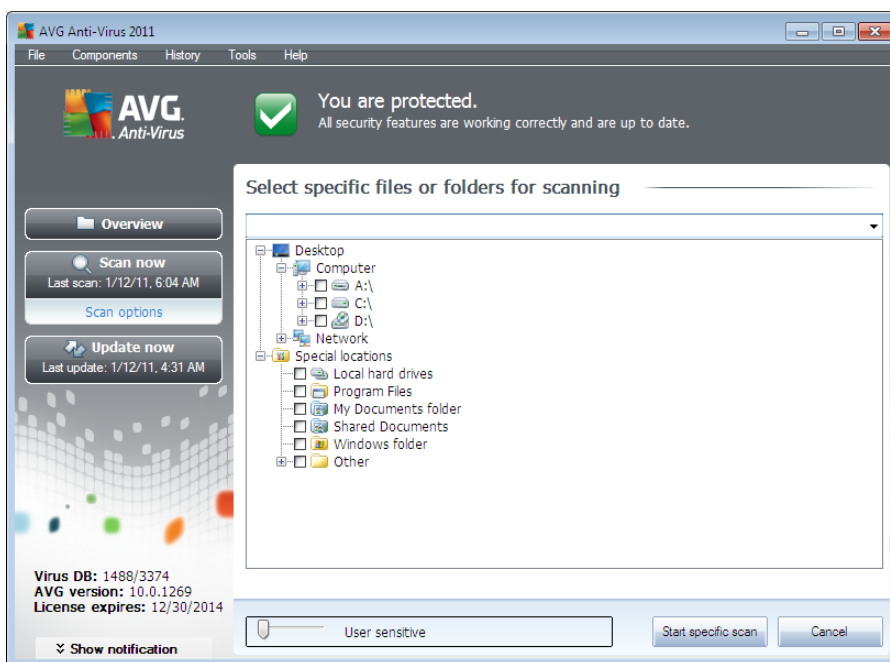 AVG Anti-Virus 2011
File Components History Tools Help
AVG.
Anti-Virus
You are protected.
All security features are working correctly and are up to date.
Overview
Scan now
Last scan: 1/12/11, 6:04 AM
Scan options
Update now
Last update: 1/12/11, 4:31 AM
Virus DB: 1488/3374
AVG version: 10.0.1269
License expires: 12/30/2014
Show notification
Select specific files or folders for scanning
Desktop
Computer
A:\
C:\
D:\
Network
Special locations
Local hard drives
Program Files
My Documents folder
Shared Documents
Windows folder
Other
User sensitive
Start specific scan
Cancel